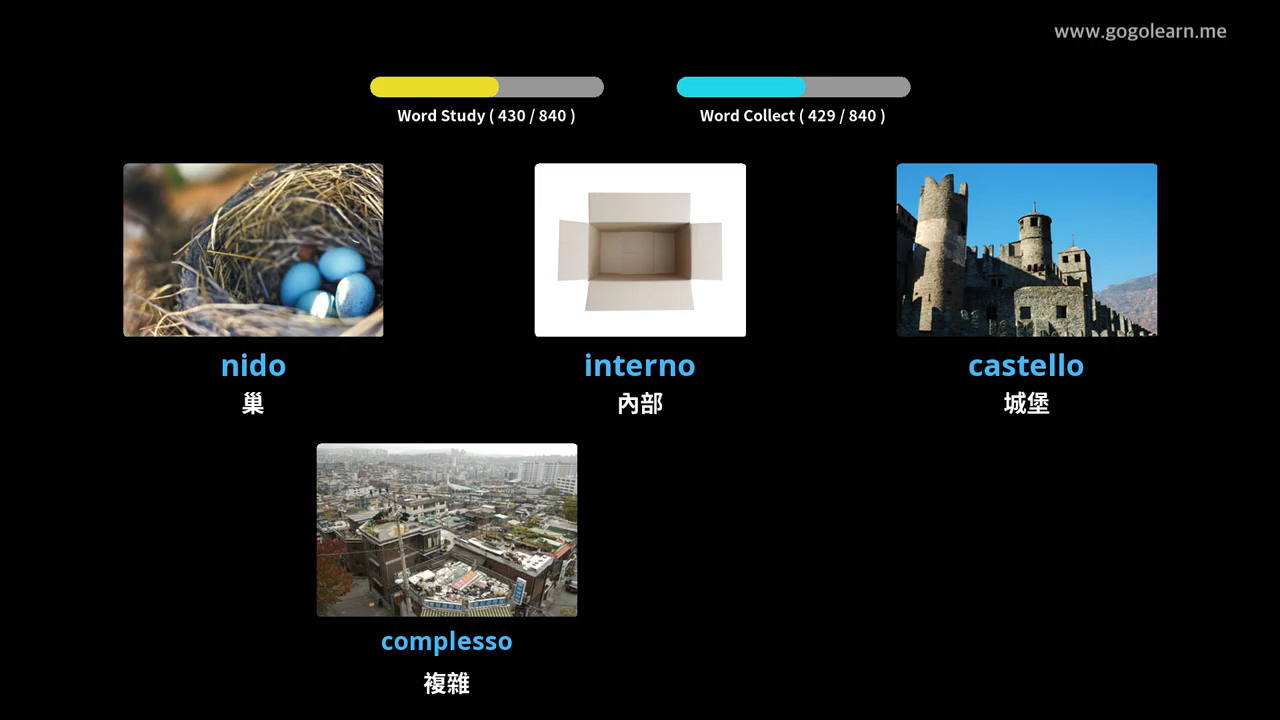 www.gogolearn.me
Word Study ( 430 / 840 )
Word Collect ( 429 / 840 )
nido
interno
castello
巢
內部
城堡
complesso
複雜